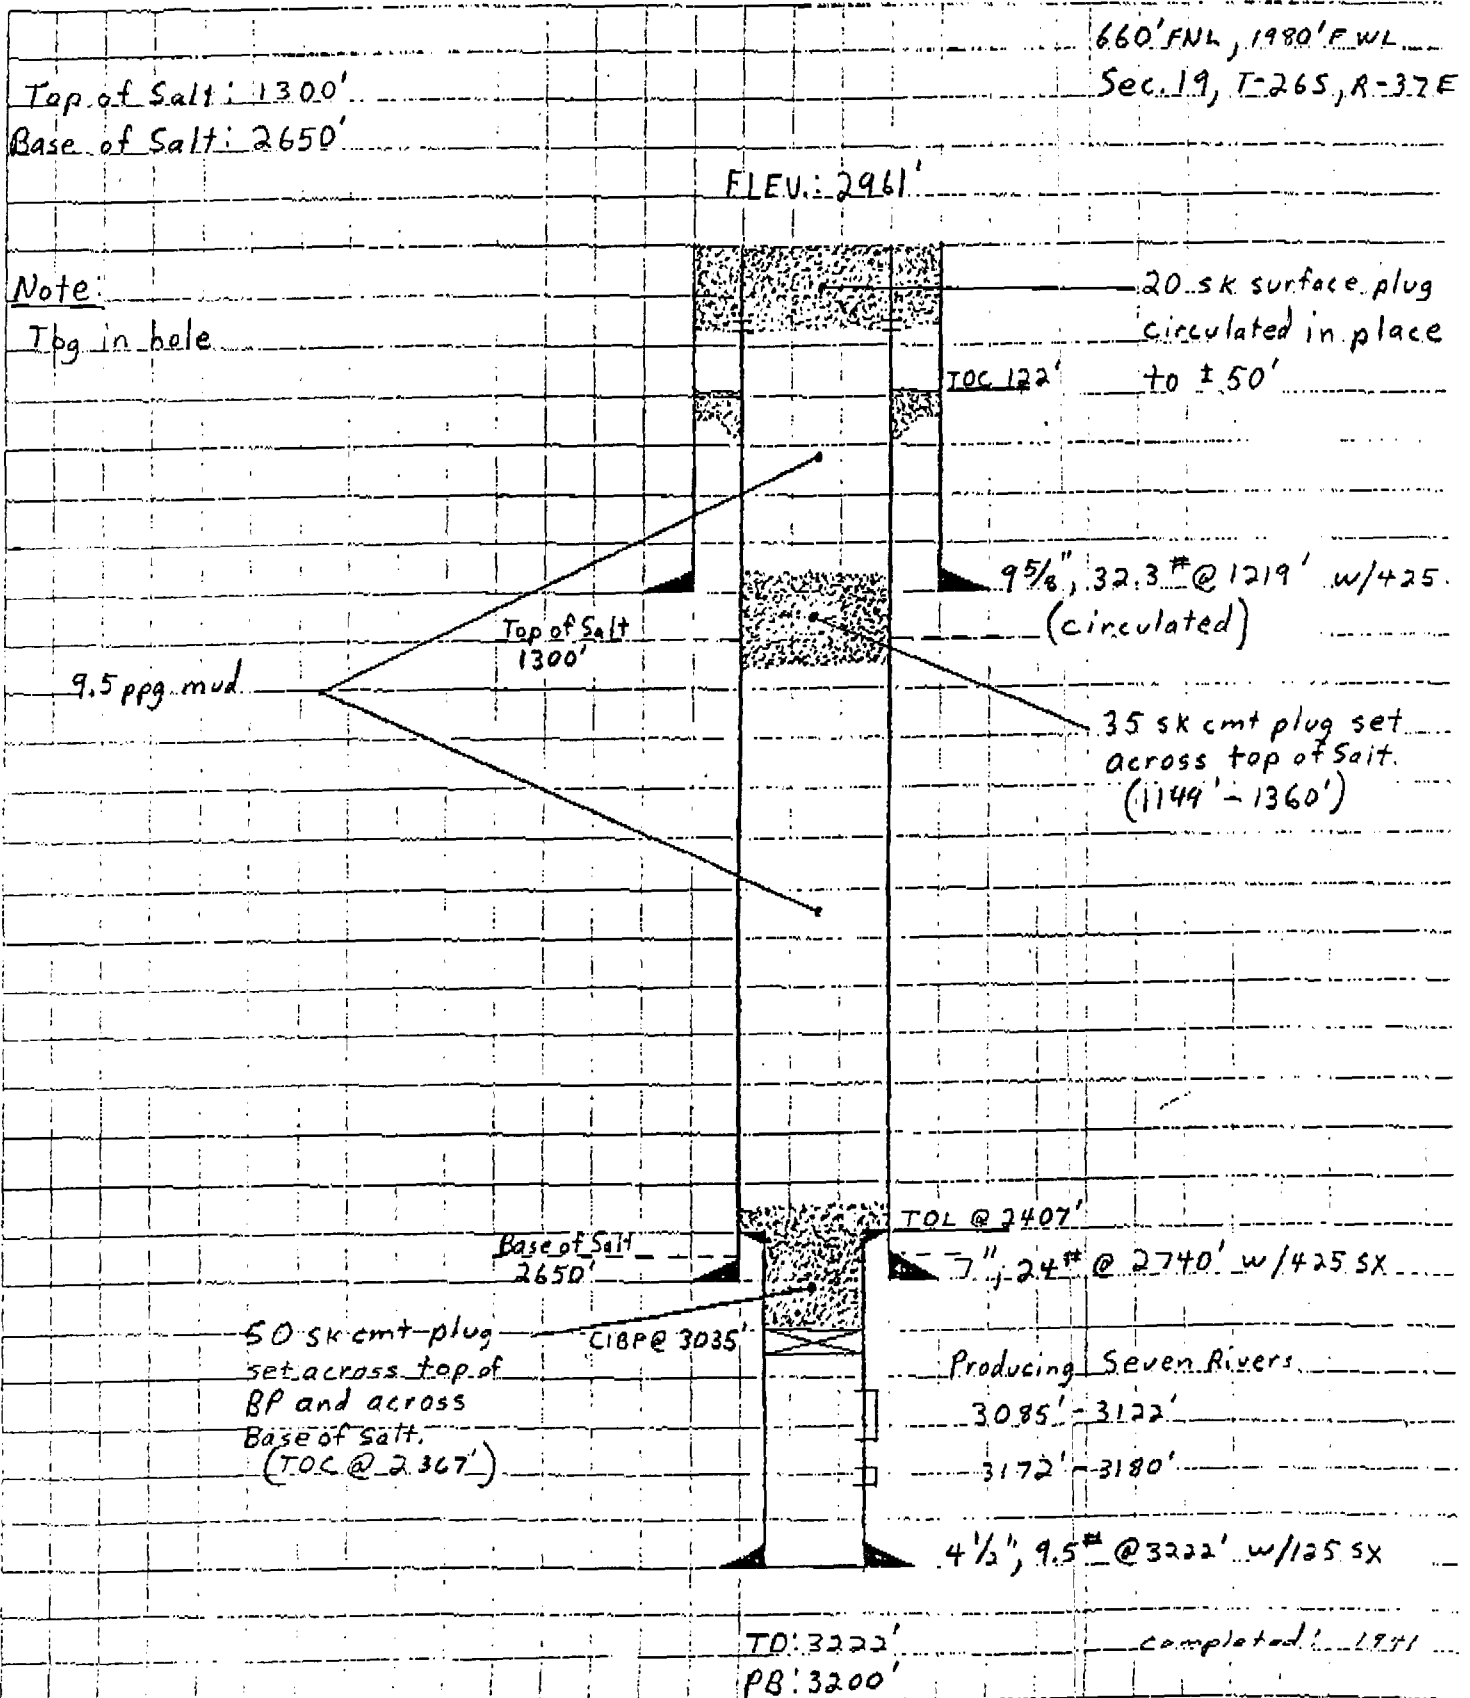 660' FNL, 1980' FWL
Sec. 19, T-26S, R-37E
Top of Salt: 1300'
Base of Salt: 2650'
ELEV.: 2961'
Note:
Tbg in hole
20 sk surface plug
circulated in place
to ± 50'
TOC 122'
9 5/8", 32.3 # @ 1219' w/425
(circulated)
Top of Salt
1300'
9.5 ppg mud
35 sk cmt plug set
across top of Salt.
(1149' - 1360')
TOL @ 2407'
Base of Salt
2650'
7", 24 # @ 2740' w/425 SX
50 sk cmt plug
set across top of
BP and across
Base of Salt.
(TOC @ 2367')
CIBP @ 3035'
Producing Seven Rivers
3085' - 3122'
3172' - 3180'
4 1/2", 9.5 # @ 3222' w/125 SX
TD: 3222'
PB: 3200'
completed: